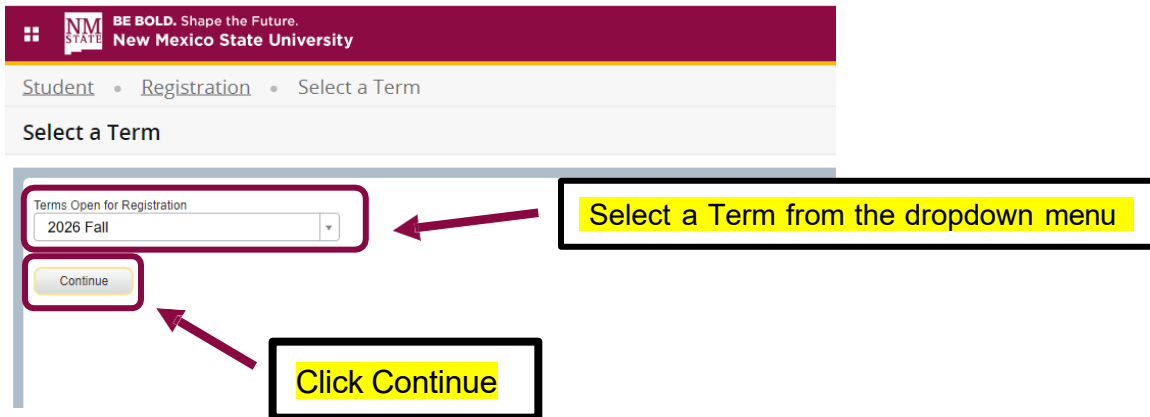 NM
STATE
BE BOLD. Shape the Future.
New Mexico State University
Student • Registration • Select a Term
Select a Term
Terms Open for Registration
2026 Fall
Select a Term from the dropdown menu
Continue
Click Continue